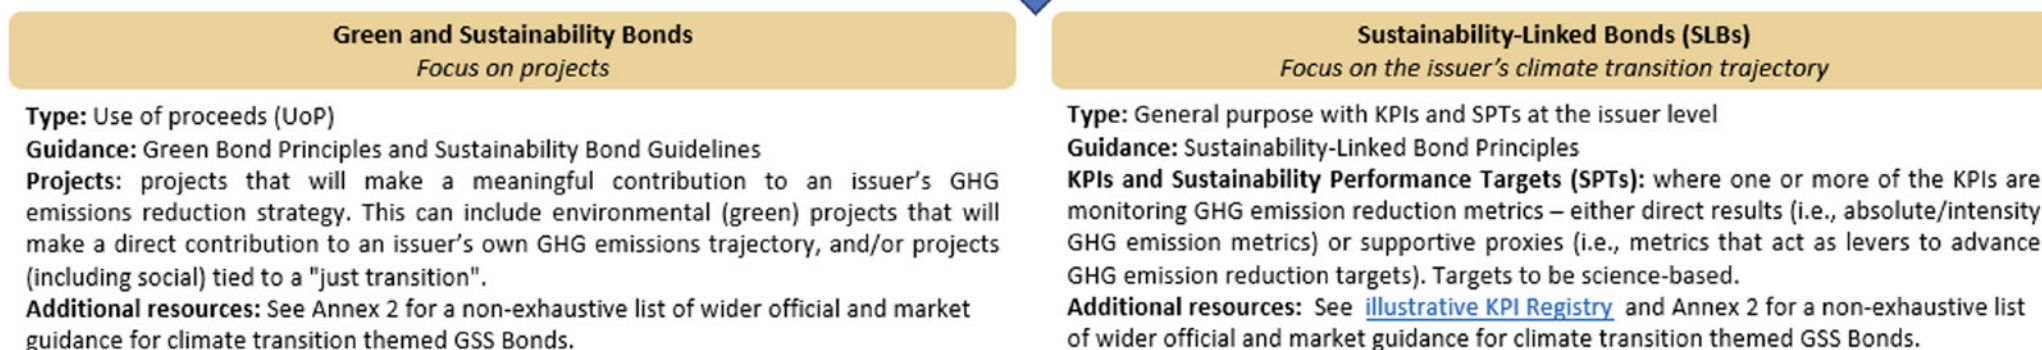 Green and Sustainability Bonds
Focus on projects
Type: Use of proceeds (UoP)
Guidance: Green Bond Principles and Sustainability Bond Guidelines
Projects: projects that will make a meaningful contribution to an issuer's GHG
emissions reduction strategy. This can include environmental (green) projects that will
make a direct contribution to an issuer's own GHG emissions trajectory, and/or projects
(including social) tied to a "just transition".
Additional resources: See Annex 2 for a non-exhaustive list of wider official and market
guidance for climate transition themed GSS Bonds.
Sustainability-Linked Bonds (SLBs)
Focus on the issuer's climate transition trajectory
Type: General purpose with KPIs and SPTs at the issuer level
Guidance: Sustainability-Linked Bond Principles
KPIs and Sustainability Performance Targets (SPTs): where one or more of the KPIs are
monitoring GHG emission reduction metrics – either direct results (i.e., absolute/intensity
GHG emission metrics) or supportive proxies (i.e., metrics that act as levers to advance
GHG emission reduction targets). Targets to be science-based.
Additional resources: See illustrative KPI Registry and Annex 2 for a non-exhaustive list
of wider official and market guidance for climate transition themed GSS Bonds.